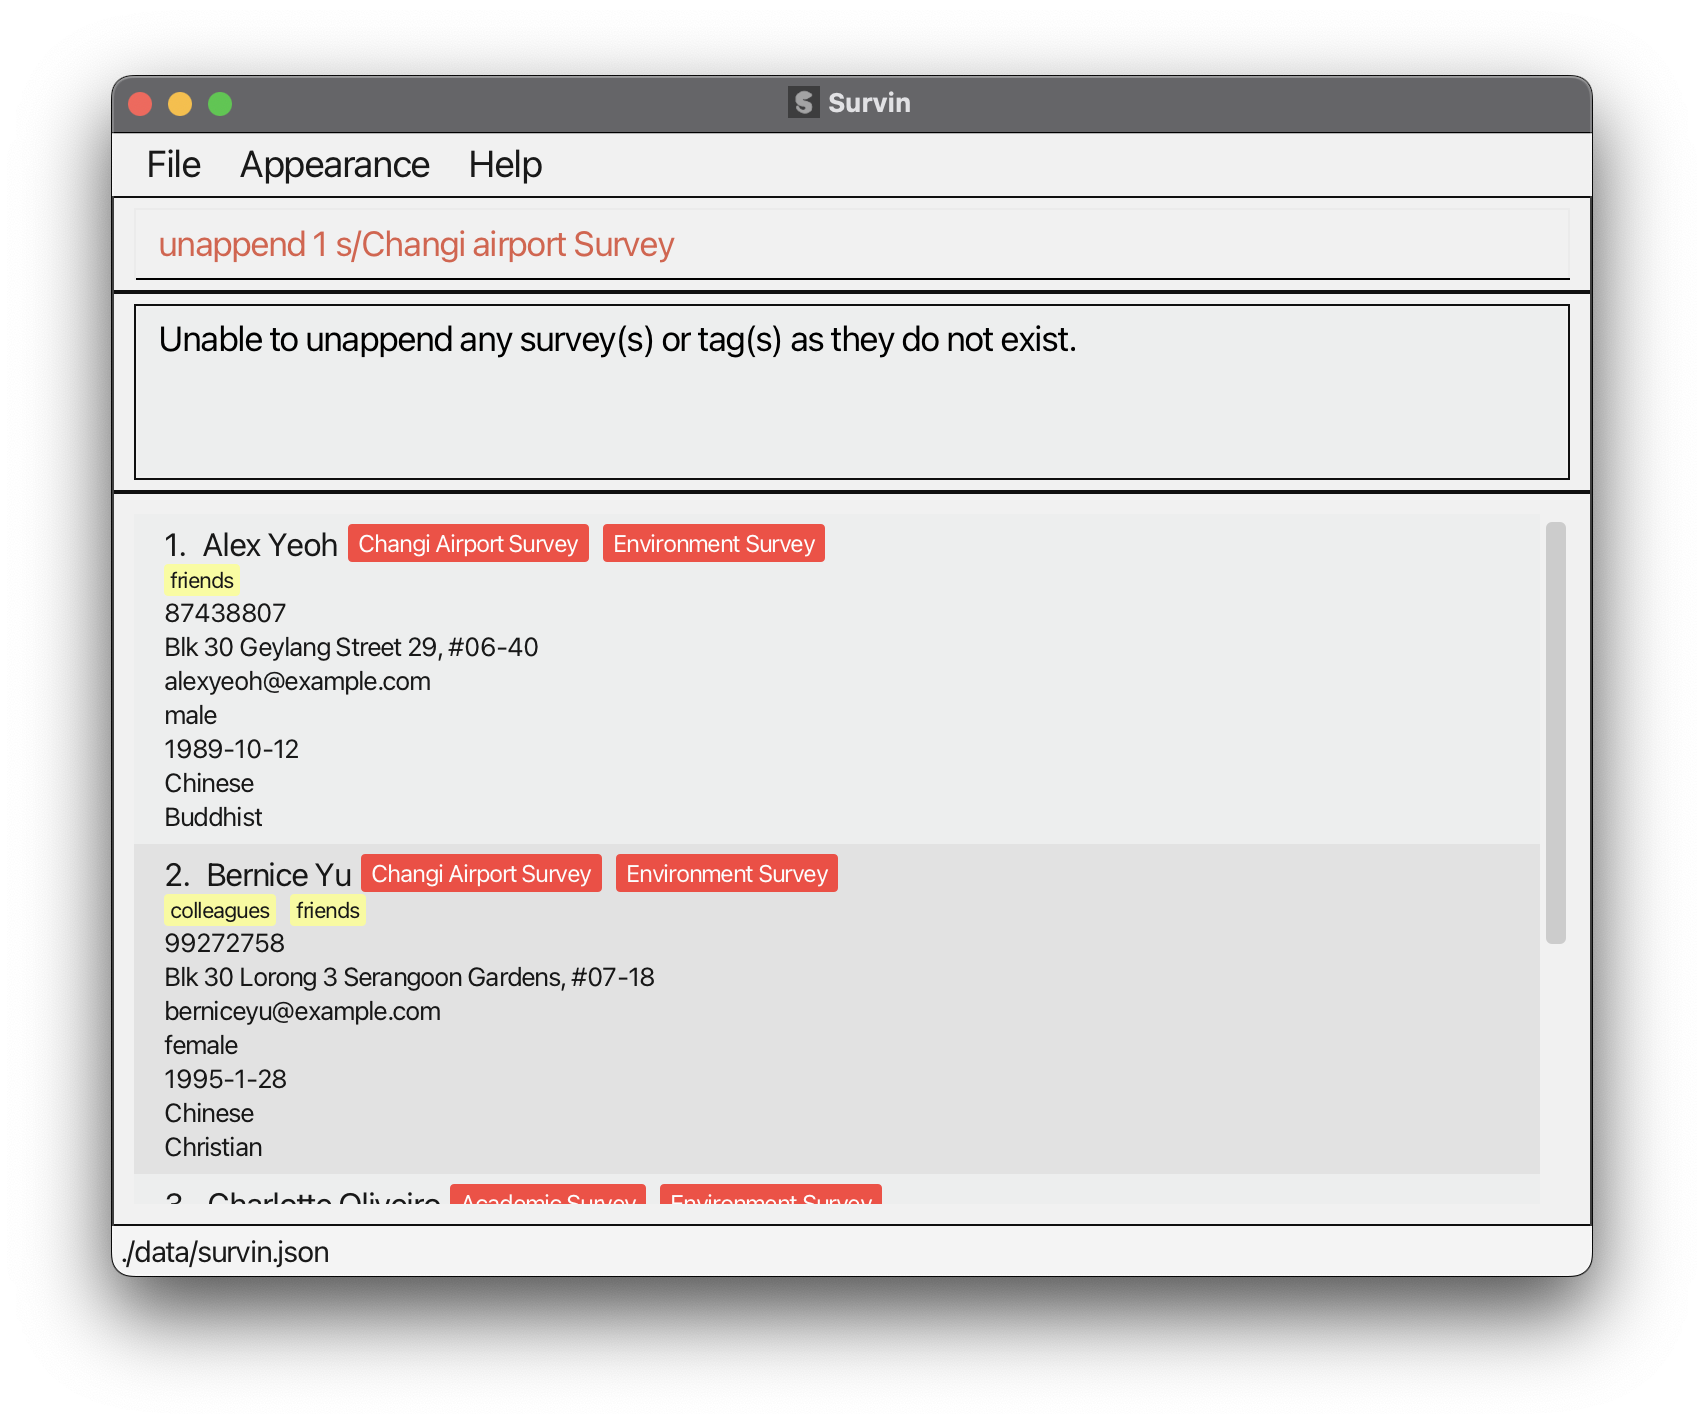 Survin
File Appearance Help
unappend 1 s/Changi airport Survey
Unable to unappend any survey(s) or tag(s) as they do not exist.
1. Alex Yeoh Changi Airport Survey Environment Survey
friends
87438807
Blk 30 Geylang Street 29, #06-40
alexyeoh@example.com
male
1989-10-12
Chinese
Buddhist
2. Bernice Yu Changi Airport Survey Environment Survey
colleagues friends
99272758
Blk 30 Lorong 3 Serangoon Gardens, #07-18
berniceyu@example.com
female
1995-1-28
Chinese
Christian
3. Charlotte Oliveiro Academic Survey Environment Survey
./data/survin.json